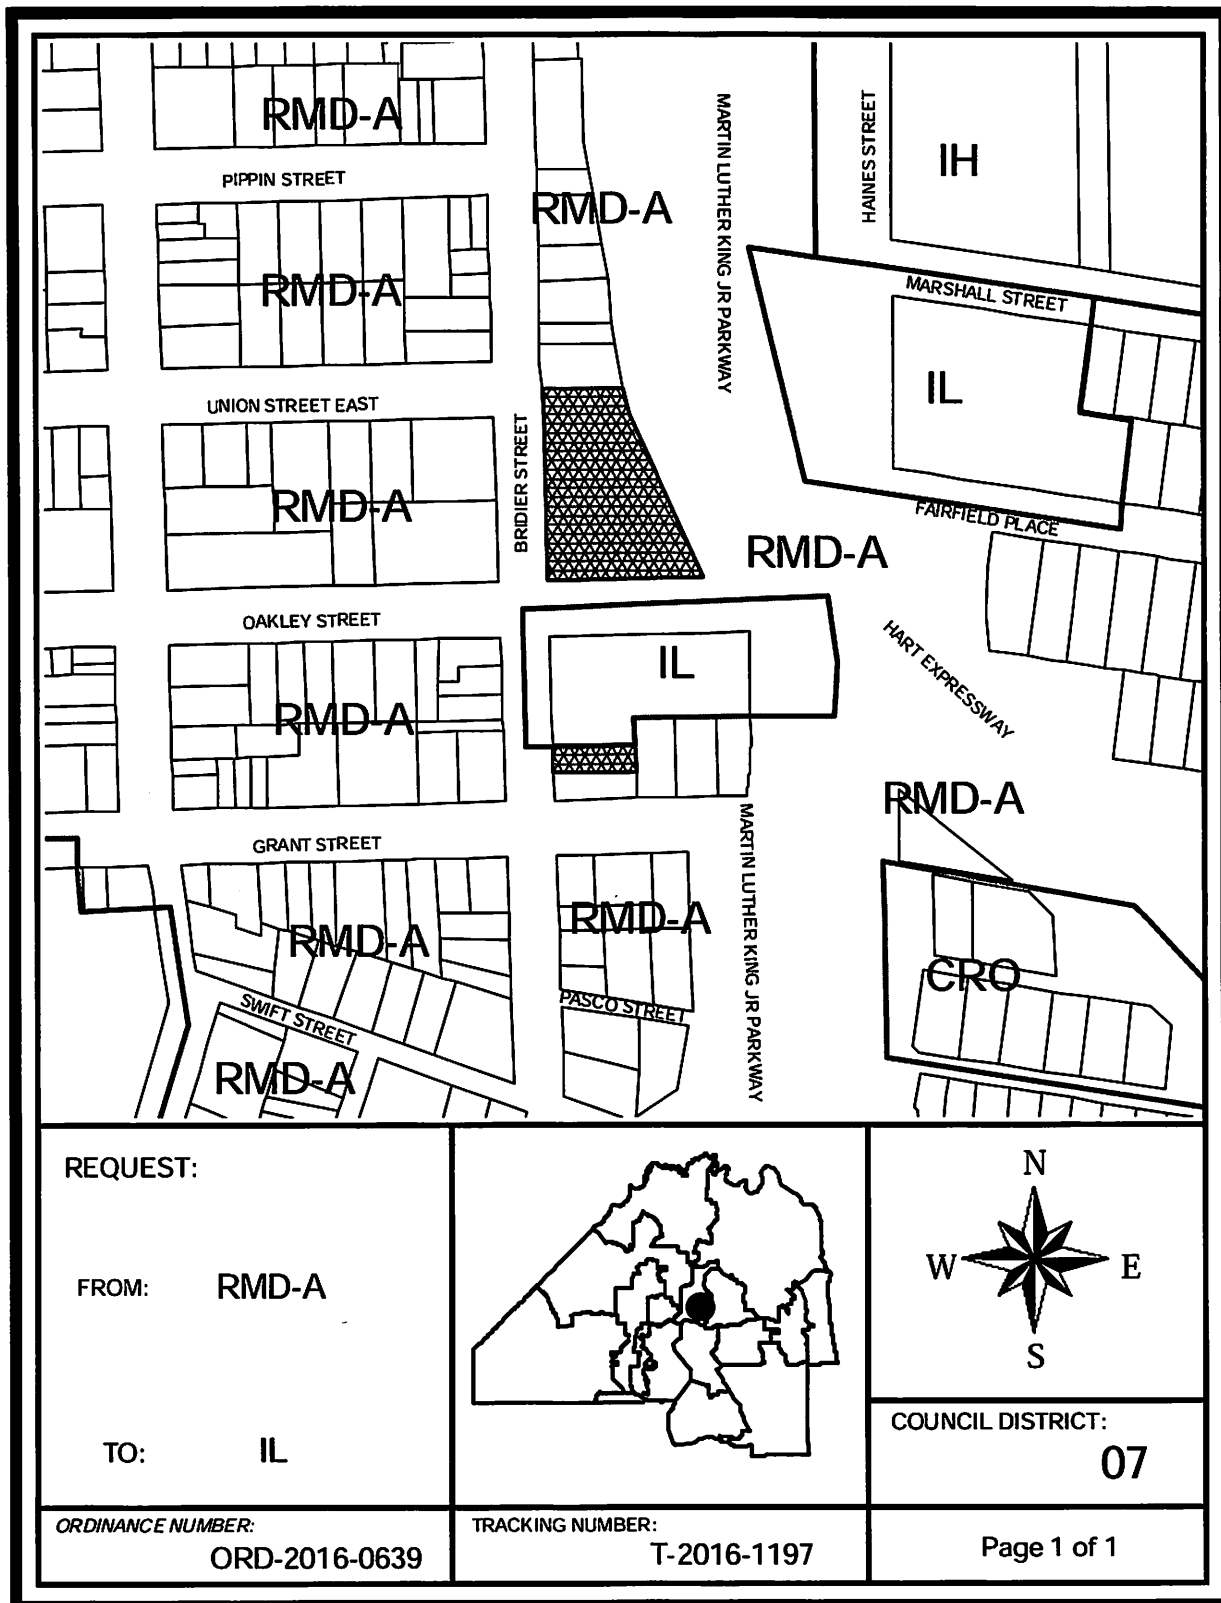 RMD-A
PIPPIN STREET
RMD-A
MARTIN LUTHER KING JR PARKWAY
HAINES STREET
IH
RMD-A
MARSHALL STREET
UNION STREET EAST
IL
BRIDIER STREET
RMD-A
FAIRFIELD PLACE
RMD-A
OAKLEY STREET
IL
HART EXPRESSWAY
RMD-A
RMD-A
GRANT STREET
MARTIN LUTHER KING JR PARKWAY
RMD-A
RMD-A
CRO
SWIFT STREET
PASCO STREET
RMD-A
REQUEST:
FROM: RMD-A
TO: IL
N
W E
S
COUNCIL DISTRICT:
07
ORDINANCE NUMBER:
ORD-2016-0639
TRACKING NUMBER:
T-2016-1197
Page 1 of 1